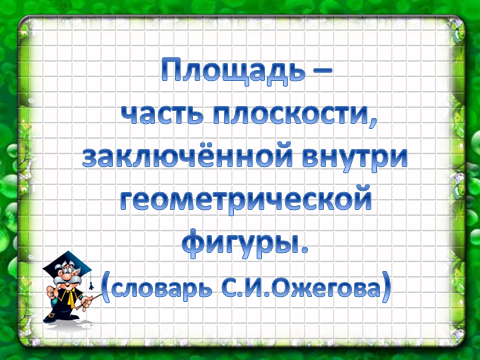 Площадь –
часть плоскости,
заключённой внутри
геометрической
фигуры.
(словарь С.И.Ожегова)